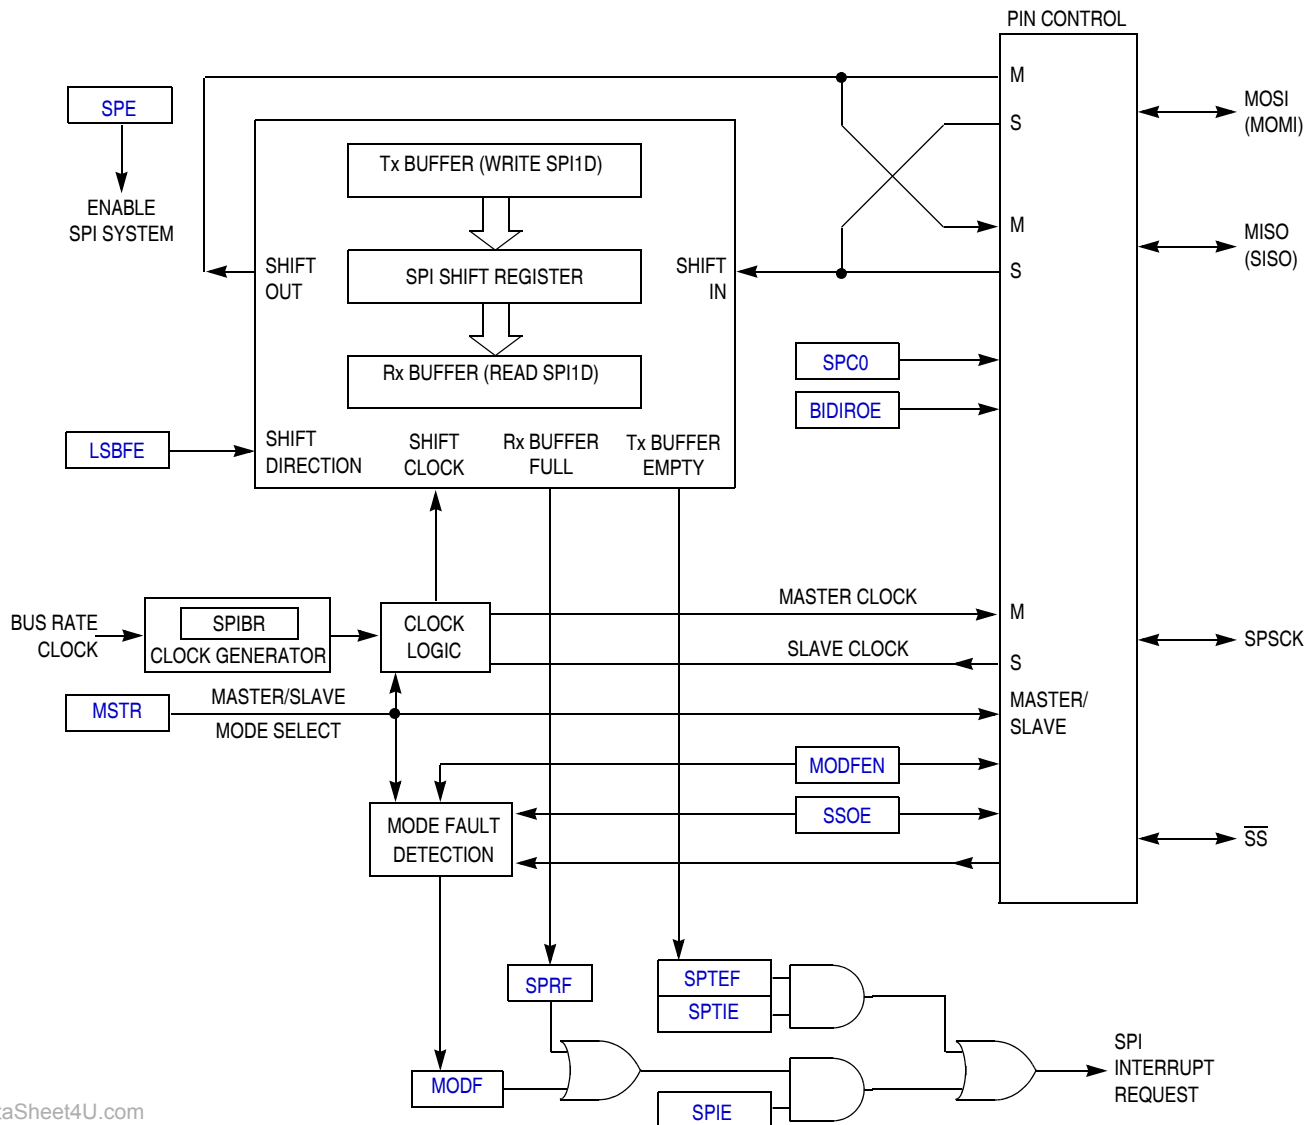 PIN CONTROL
M
S
MOSI
(MOMI)
SPE
ENABLE
SPI SYSTEM
Tx BUFFER (WRITE SPI1D)
SHIFT
OUT
SPI SHIFT REGISTER
SHIFT
IN
M
S
MISO
(SISO)
Rx BUFFER (READ SPI1D)
SPC0
BIDIROE
LSBFE
SHIFT
DIRECTION
SHIFT
CLOCK
Rx BUFFER
FULL
Tx BUFFER
EMPTY
BUS RATE
CLOCK
SPIBR
CLOCK GENERATOR
CLOCK
LOGIC
MASTER CLOCK
M
SLAVE CLOCK
S
SPSCK
MSTR
MASTER/SLAVE
MODE SELECT
MASTER/
SLAVE
MODFEN
SSOE
MODE FAULT
DETECTION
SS
SPRF
SPTEF
SPTIE
MODF
SPIE
SPI
INTERRUPT
REQUEST
taSheet4U.com